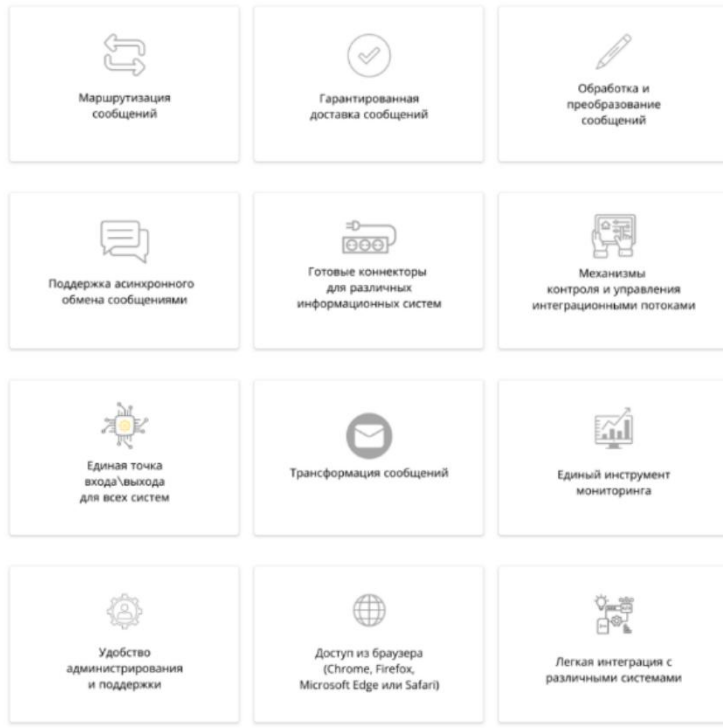 Маршрутизация
сообщений
Гарантированная
доставка сообщений
Обработка и
преобразование
сообщений
Поддержка асинхронного
обмена сообщениями
Готовые коннекторы
для различных
информационных систем
Механизмы
контроля и управления
интеграционными потоками
Единая точка
входа\выхода
для всех систем
Трансформация сообщений
Единый инструмент
мониторинга
Удобство
администрирования
и поддержки
Доступ из браузера
(Chrome, Firefox,
Microsoft Edge или Safari)
Легкая интеграция с
различными системами